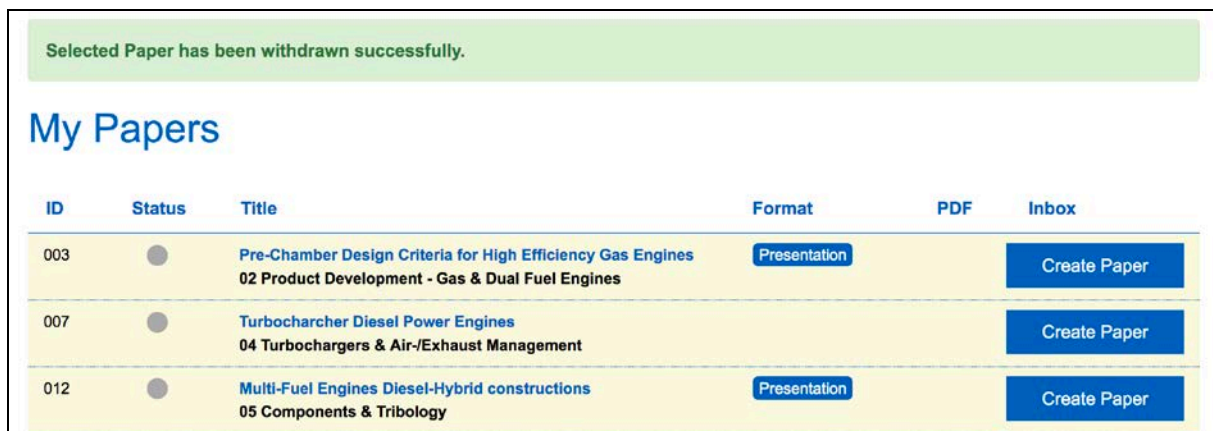 Selected Paper has been withdrawn successfully.
My Papers
ID Status Title Format PDF Inbox
003 Pre-Chamber Design Criteria for High Efficiency Gas Engines Presentation Create Paper
02 Product Development - Gas & Dual Fuel Engines
007 Turbocharcher Diesel Power Engines Create Paper
04 Turbochargers & Air-/Exhaust Management
012 Multi-Fuel Engines Diesel-Hybrid constructions Presentation Create Paper
05 Components & Tribology